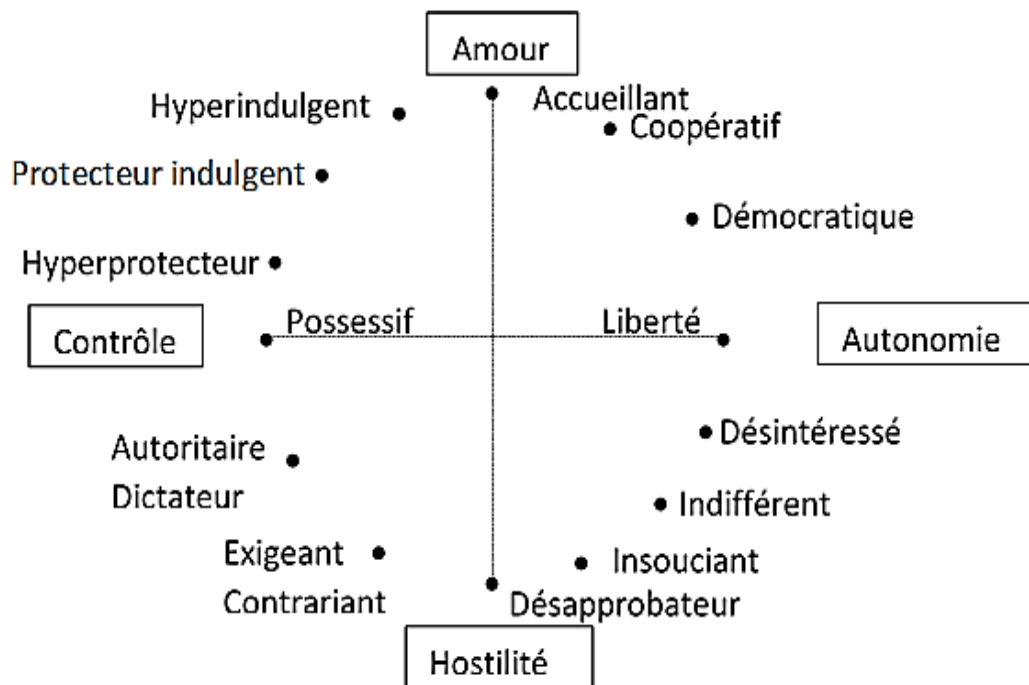 Amour
Hyperindulgent
Accueillant
Coopératif
Protecteur indulgent
Démocratique
Hyperprotecteur
Contrôle
Possessif
Liberté
Autonomie
Autoritaire
Dictateur
Désintéressé
Indifférent
Exigeant
Contrariant
Insouciant
Désapprobateur
Hostilité